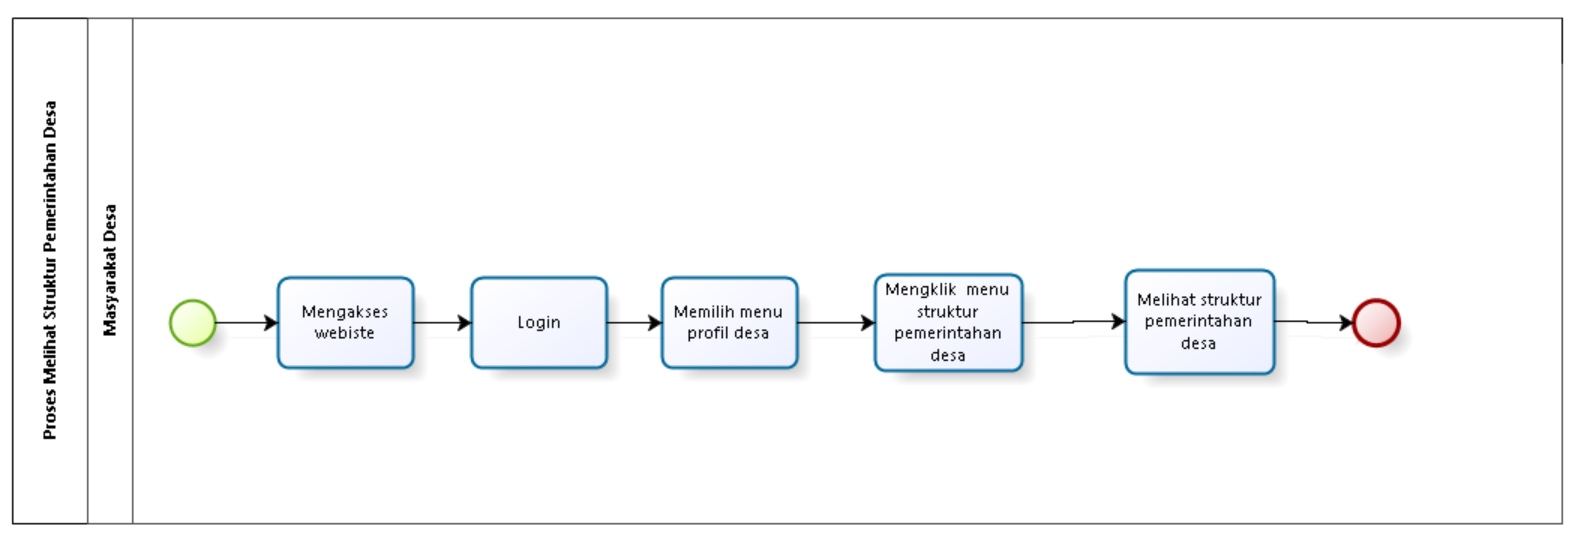 Proses Melihat Struktur Pemerintahan Desa
Masyarakat Desa
Mengakses
webiste
Login
Memilih menu
profil desa
Mengklik menu
struktur
pemerintahan
desa
Melihat struktur
pemerintahan
desa